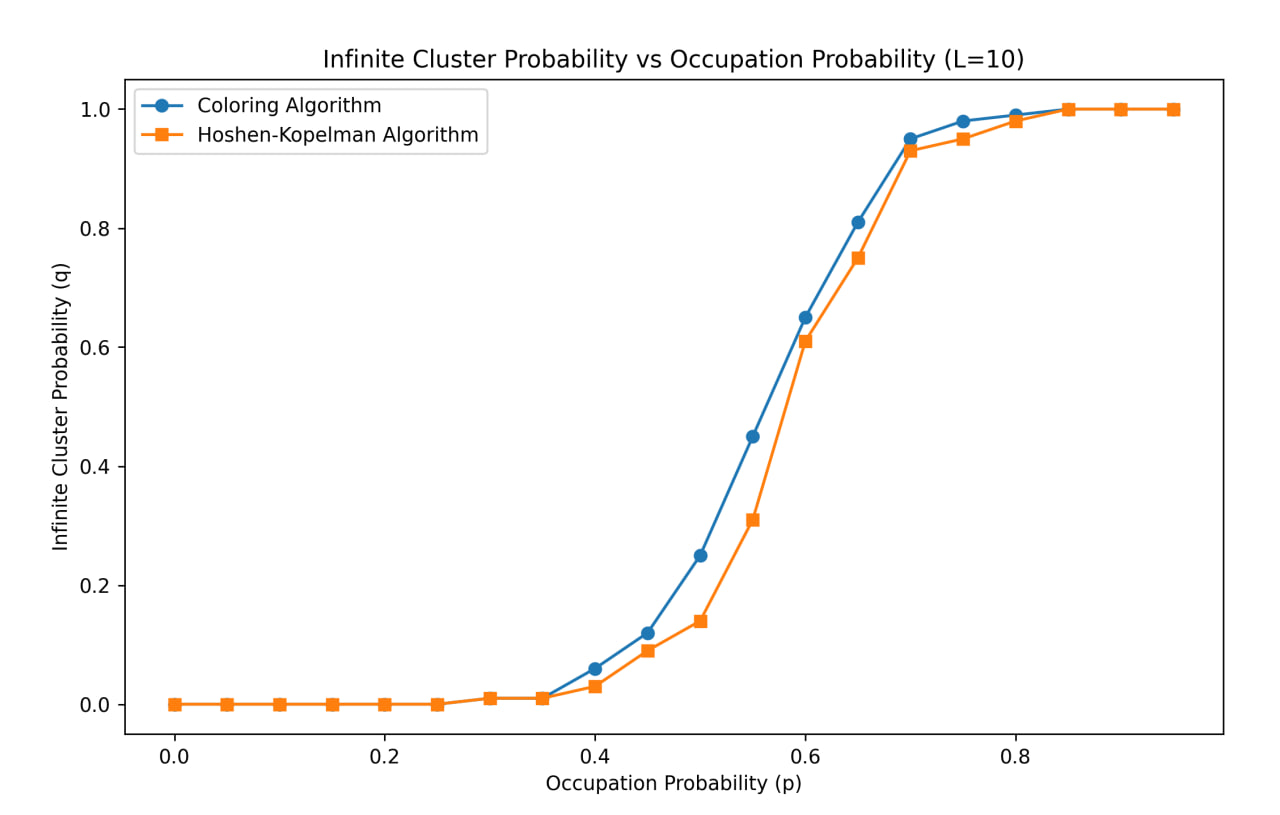 Infinite Cluster Probability vs Occupation Probability (L=10)
Coloring Algorithm
Hoshen-Kopelman Algorithm
Infinite Cluster Probability (q)
1.0
0.8
0.6
0.4
0.2
0.0
0.0 0.2 0.4 0.6 0.8
Occupation Probability (p)